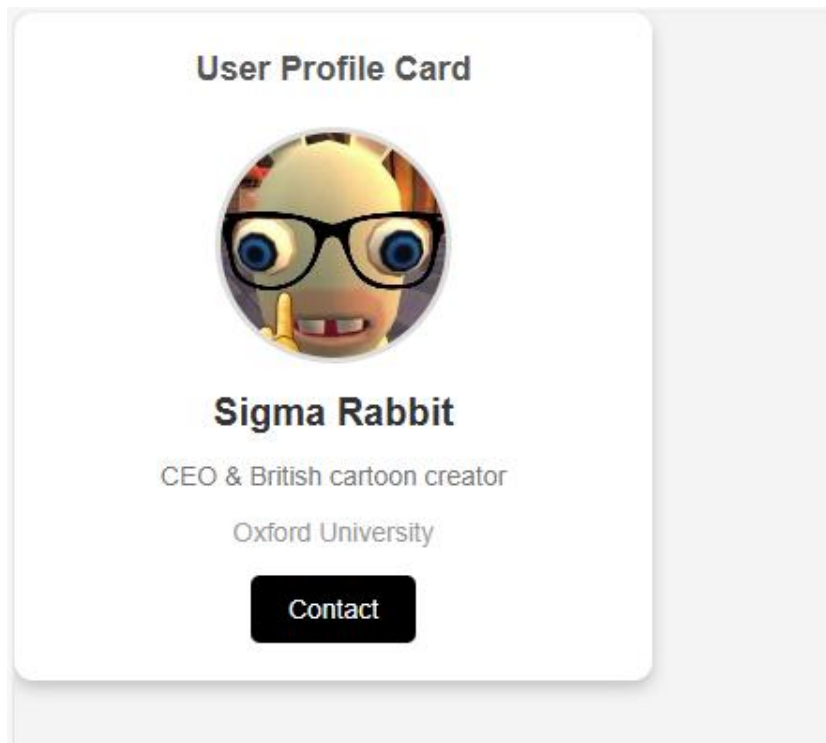 User Profile Card
Sigma Rabbit
CEO & British cartoon creator
Oxford University
Contact